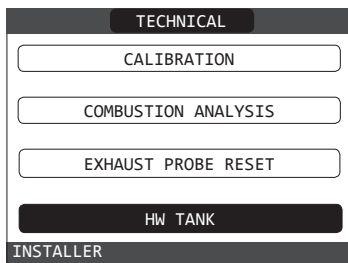 TECHNICAL
CALIBRATION
COMBUSTION ANALYSIS
EXHAUST PROBE RESET
HW TANK
INSTALLER